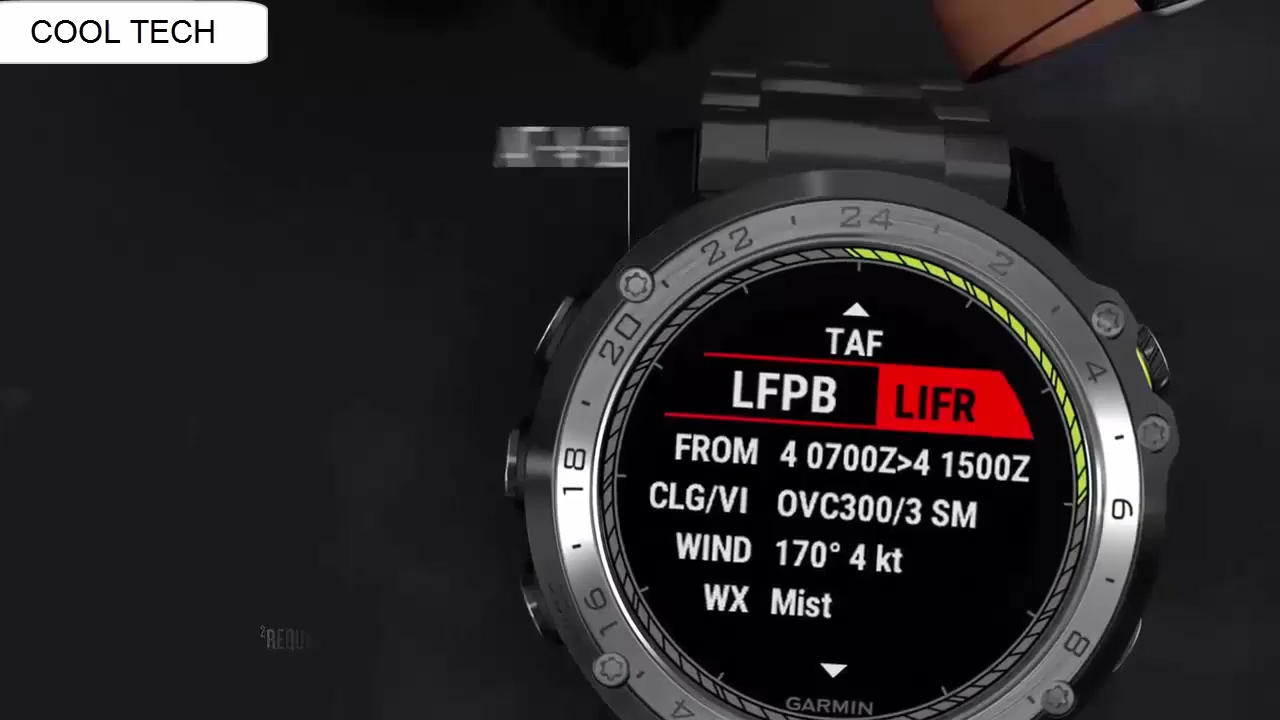 COOL TECH
24
22
2
20
4
18
6
16
8
TAF
LFPB LIFR
FROM 4 0700Z>4 1500Z
CLG/VI OVC300/3 SM
WIND 170° 4 kt
WX Mist
GARMIN